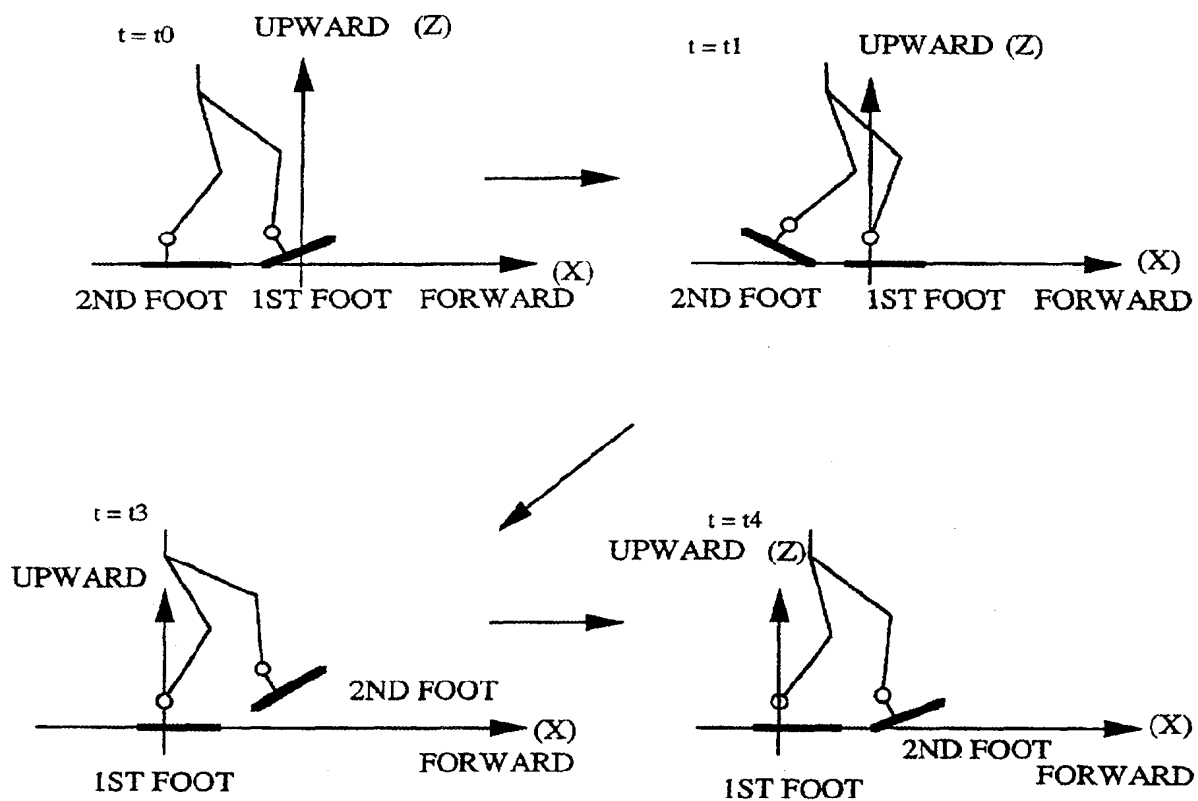 t = t0
UPWARD (Z)
(X)
2ND FOOT 1ST FOOT FORWARD
t = t1
UPWARD (Z)
(X)
2ND FOOT 1ST FOOT FORWARD
t = t3
UPWARD
2ND FOOT
(X)
FORWARD
1ST FOOT
t = t4
UPWARD (Z)
(X)
2ND FOOT
FORWARD
1ST FOOT